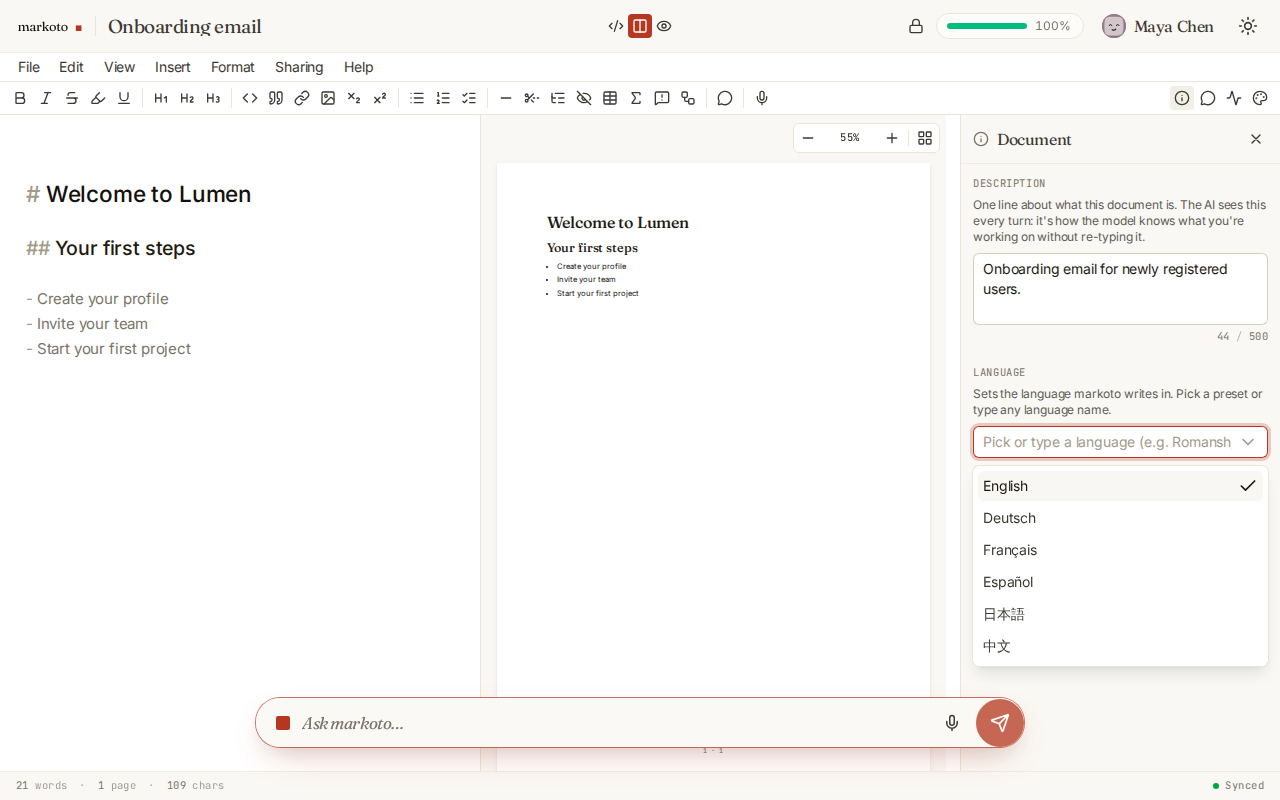 markoto
Onboarding email
100%
Maya Chen
File Edit View Insert Format Sharing Help
H1 H2 H3
55%
# Welcome to Lumen
## Your first steps
- Create your profile
- Invite your team
- Start your first project
Welcome to Lumen
Your first steps
• Create your profile
• Invite your team
• Start your first project
1 · 1
Document
DESCRIPTION
One line about what this document is. The AI sees this
every turn: it's how the model knows what you're
working on without re-typing it.
Onboarding email for newly registered
users.
44 / 500
LANGUAGE
Sets the language markoto writes in. Pick a preset or
type any language name.
Pick or type a language (e.g. Romansh
English
Deutsch
Français
Español
日本語
中文
Ask markoto…
21 words · 1 page · 109 chars
Synced